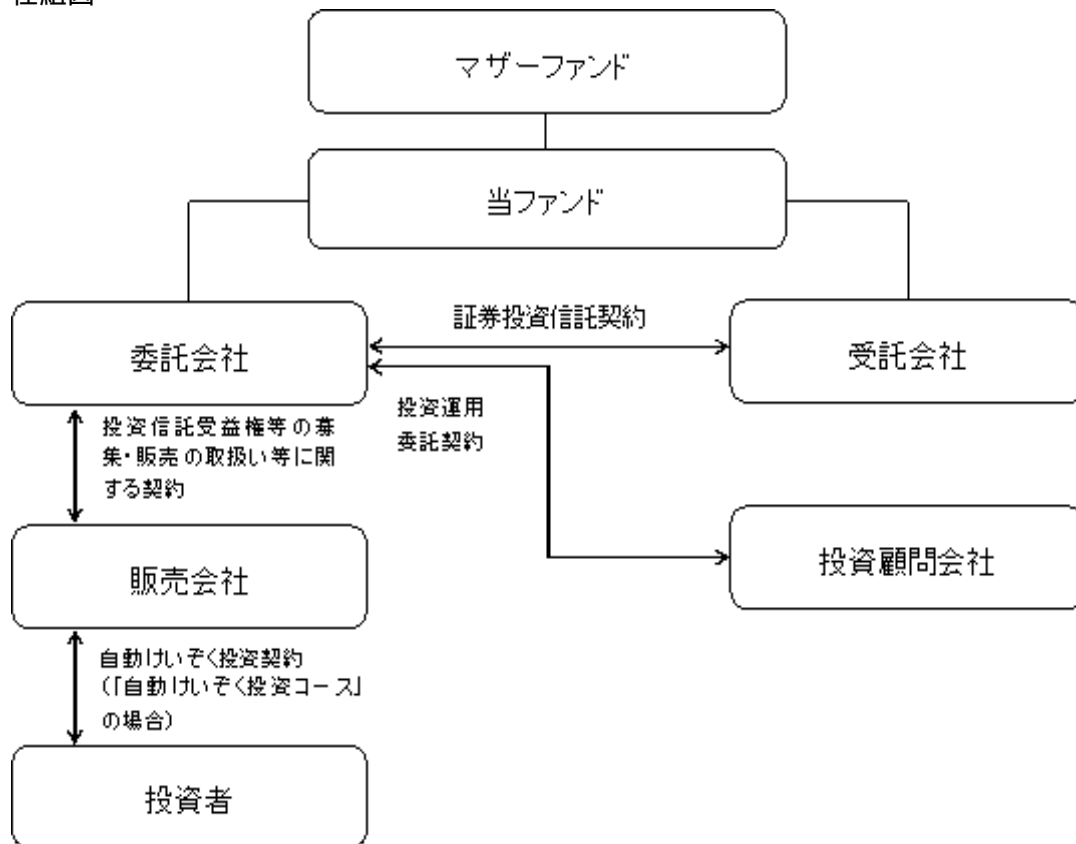 マザーファンド
当ファンド
証券投資信託契約
委託会社
受託会社
投資運用
委託契約
投資信託受益権等の募
集・販売の取扱い等に関
する契約
販売会社
投資顧問会社
自動けいぞく投資契約
(「自動けいぞく投資コース」
の場合)
投資者